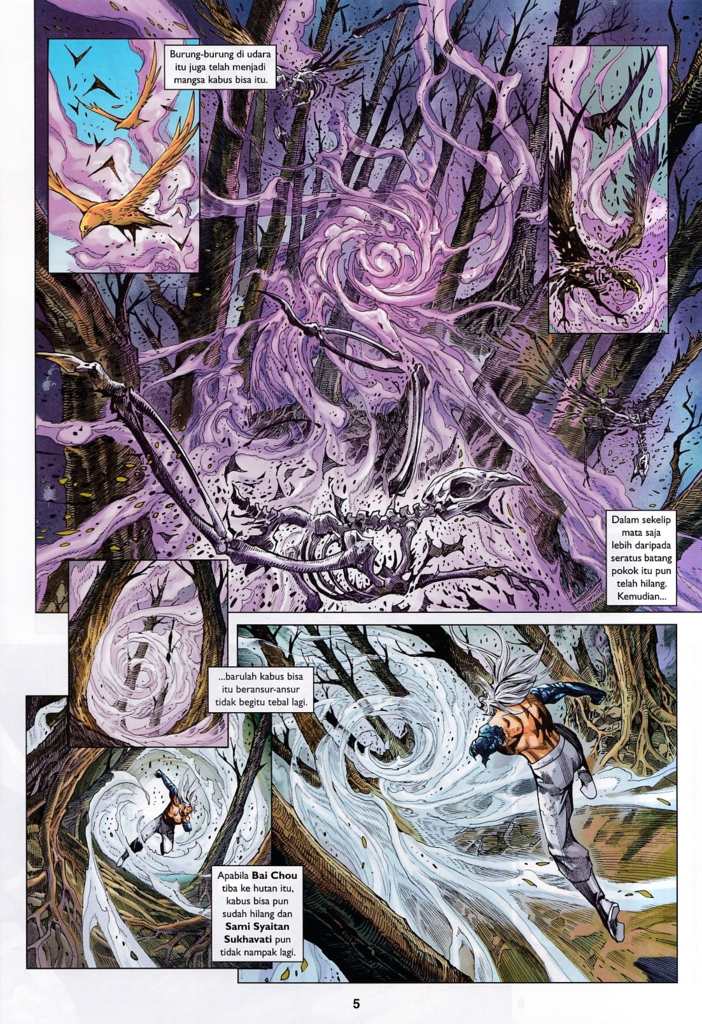 Burung-burung di udara
itu juga telah menjadi
mangsa kabus bisa itu.
Dalam sekelip
mata saja
lebih daripada
seratus batang
pokok itu pun
telah hilang.
Kemudian...
...barulah kabus bisa
itu beransur-ansur
tidak begitu tebal lagi.
Apabila Bai Chou
tiba ke hutan itu,
kabus bisa pun
sudah hilang dan
Sami Syaitan
Sukhavati pun
tidak nampak lagi.
5